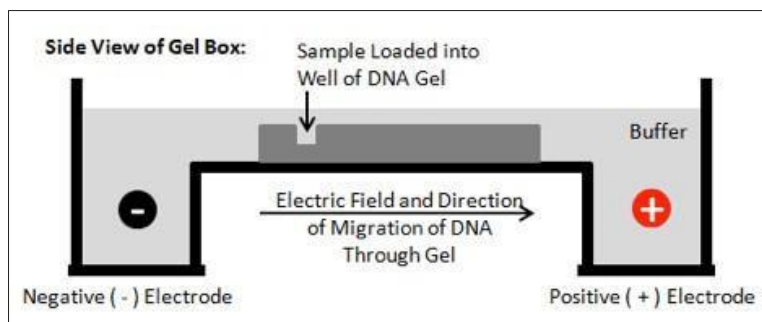 Side View of Gel Box:
Sample Loaded into
Well of DNA Gel
Buffer
-
+
Electric Field and Direction
of Migration of DNA
Through Gel
Negative ( - ) Electrode
Positive ( + ) Electrode